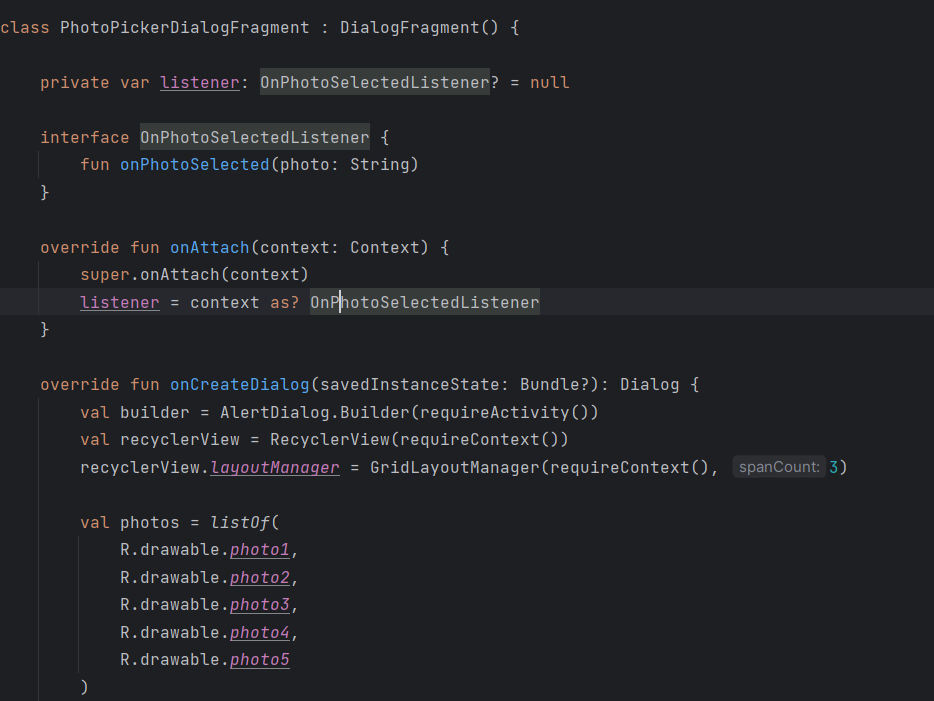 class PhotoPickerDialogFragment : DialogFragment() {
private var listener: OnPhotoSelectedListener? = null
interface OnPhotoSelectedListener {
fun onPhotoSelected(photo: String)
}
override fun onAttach(context: Context) {
super.onAttach(context)
listener = context as? OnPhotoSelectedListener
}
override fun onCreateDialog(savedInstanceState: Bundle?): Dialog {
val builder = AlertDialog.Builder(requireActivity())
val recyclerView = RecyclerView(requireContext())
recyclerView.layoutManager = GridLayoutManager(requireContext(), spanCount: 3)
val photos = listOf(
R.drawable.photo1,
R.drawable.photo2,
R.drawable.photo3,
R.drawable.photo4,
R.drawable.photo5
)